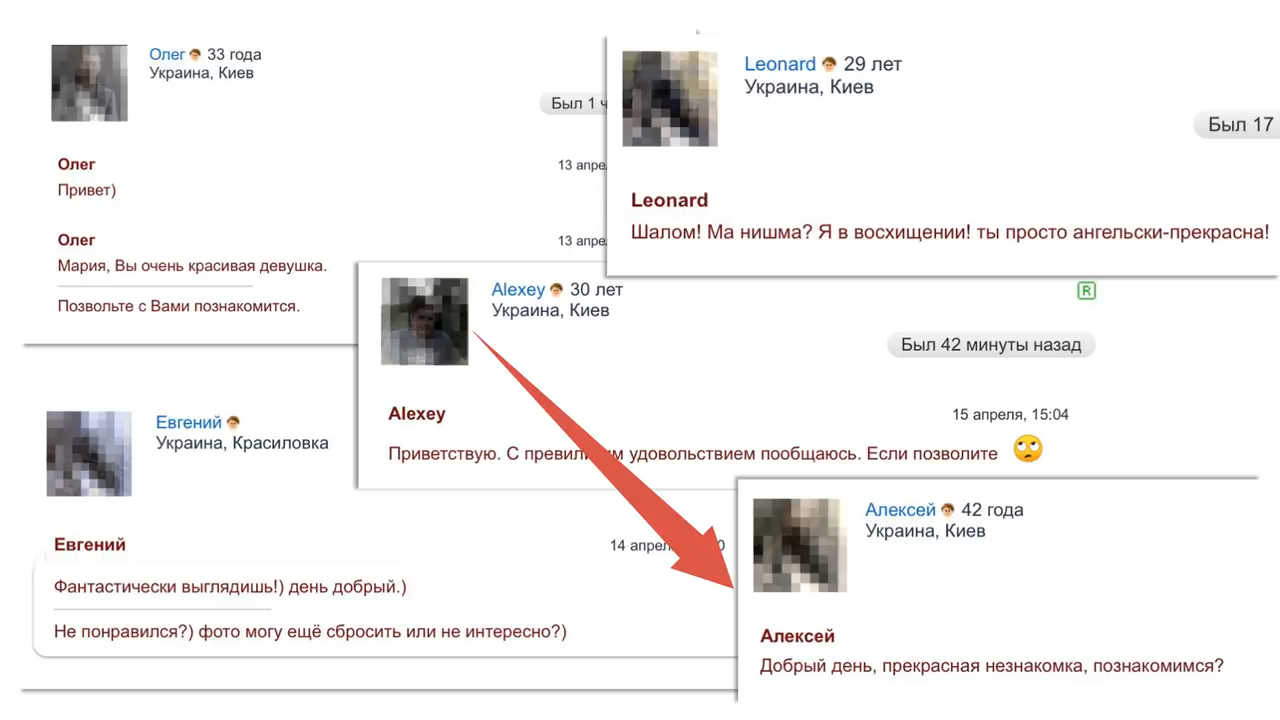 Олег 33 года
Украина, Киев
Был 1 ч
Олег
13 апре
Привет)
Олег
13 апре
Мария, Вы очень красивая девушка.
Позвольте с Вами познакомится.
Leonard 29 лет
Украина, Киев
Был 17
Leonard
Шалом! Ма нишма? Я в восхищении! ты просто ангельски-прекрасна!
Alexey 30 лет
Украина, Киев
R
Был 42 минуты назад
Alexey
15 апреля, 15:04
Приветствую. С удовольствием пообщаюсь. Если позволите
Евгений
Украина, Красиловка
Евгений
14 апрел
Фантастически выглядишь!) день добрый.)
Не понравился?) фото могу ещё сбросить или не интересно?)
Алексей 42 года
Украина, Киев
Алексей
Добрый день, прекрасная незнакомка, познакомимся?